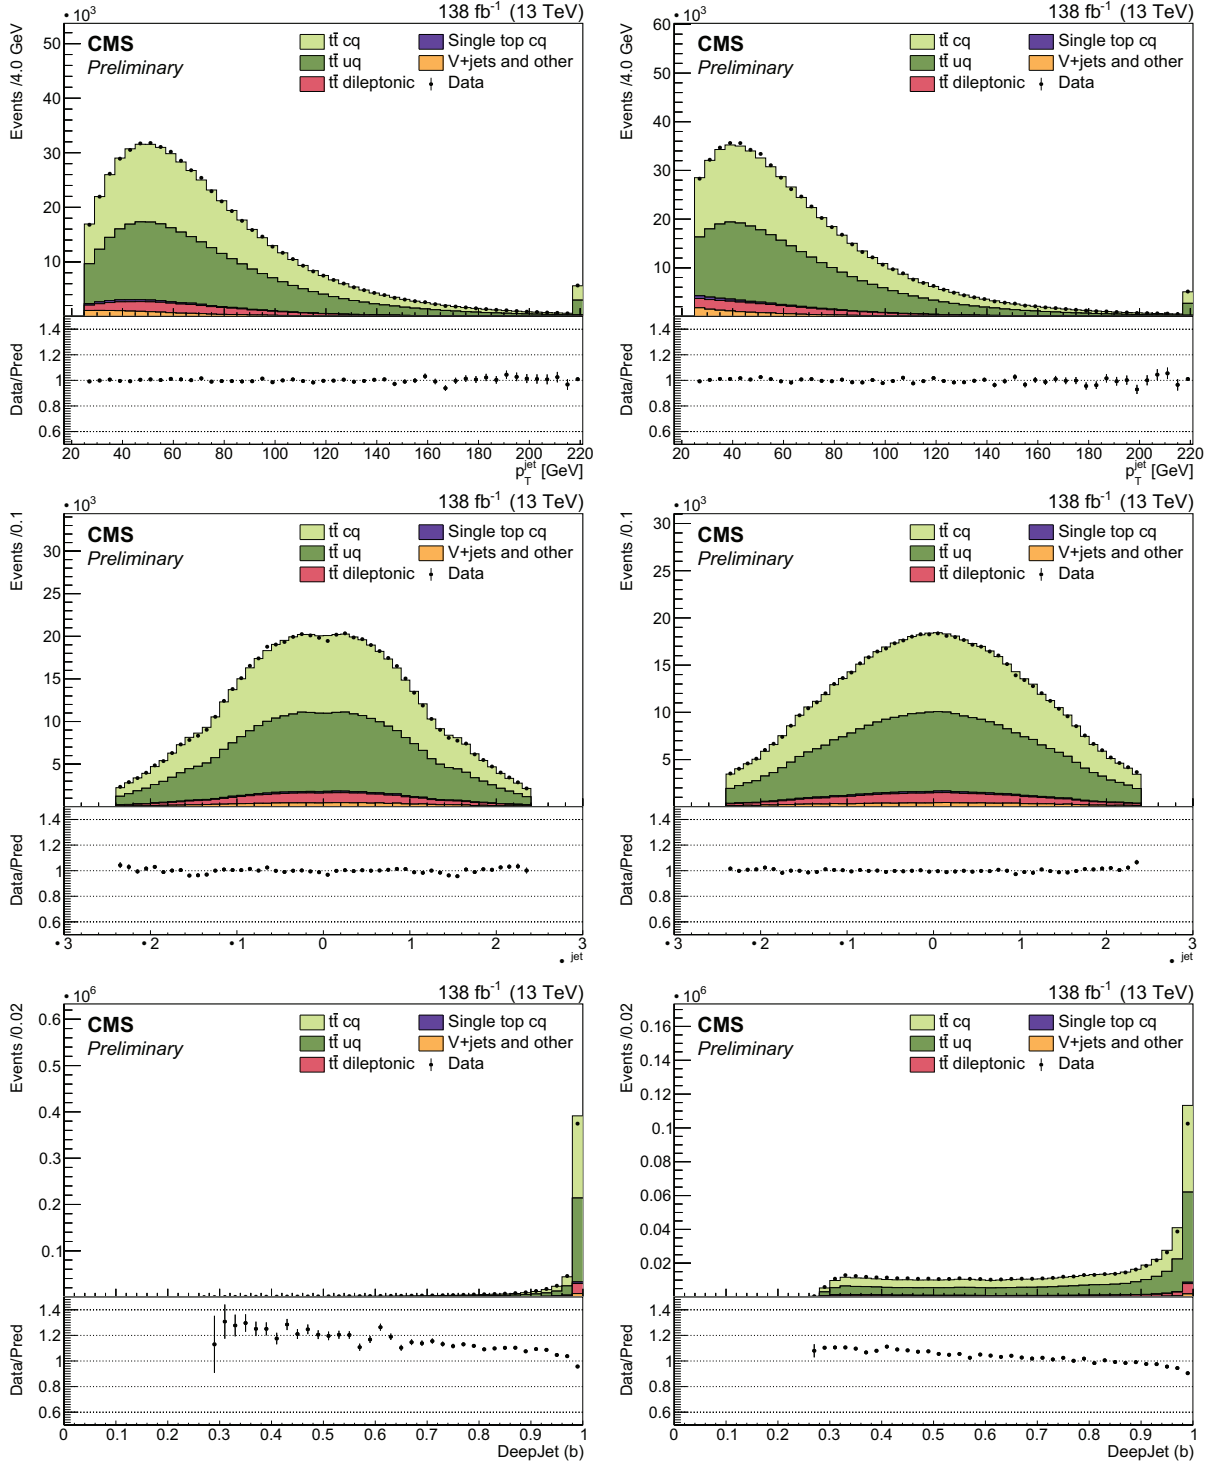 • 10³ 138 fb⁻¹ (13 TeV)
Events /4.0 GeV
50
40
30
20
10
CMS
Preliminary
tt̄ cq
tt̄ uq
tt̄ dileptonic
Single top cq
V+jets and other
Data
Data/Pred
1.4
1.2
1
0.8
0.6
20 40 60 80 100 120 140 160 180 200 220
p_T^jet [GeV]
• 10³ 138 fb⁻¹ (13 TeV)
Events /4.0 GeV
60
50
40
30
20
10
CMS
Preliminary
tt̄ cq
tt̄ uq
tt̄ dileptonic
Single top cq
V+jets and other
Data
Data/Pred
1.4
1.2
1
0.8
0.6
20 40 60 80 100 120 140 160 180 200 220
p_T^jet [GeV]
• 10³ 138 fb⁻¹ (13 TeV)
Events /0.1
30
25
20
15
10
5
CMS
Preliminary
tt̄ cq
tt̄ uq
tt̄ dileptonic
Single top cq
V+jets and other
Data
Data/Pred
1.4
1.2
1
0.8
0.6
•3 •2 •1 0 1 2 3
• jet
• 10³ 138 fb⁻¹ (13 TeV)
Events /0.1
30
25
20
15
10
5
CMS
Preliminary
tt̄ cq
tt̄ uq
tt̄ dileptonic
Single top cq
V+jets and other
Data
Data/Pred
1.4
1.2
1
0.8
0.6
•3 •2 •1 0 1 2 3
• jet
• 10⁶ 138 fb⁻¹ (13 TeV)
Events /0.02
0.6
0.5
0.4
0.3
0.2
0.1
CMS
Preliminary
tt̄ cq
tt̄ uq
tt̄ dileptonic
Single top cq
V+jets and other
Data
Data/Pred
1.4
1.2
1
0.8
0.6
0 0.1 0.2 0.3 0.4 0.5 0.6 0.7 0.8 0.9 1
DeepJet (b)
• 10⁶ 138 fb⁻¹ (13 TeV)
Events /0.02
0.16
0.14
0.12
0.1
0.08
0.06
0.04
0.02
CMS
Preliminary
tt̄ cq
tt̄ uq
tt̄ dileptonic
Single top cq
V+jets and other
Data
Data/Pred
1.4
1.2
1
0.8
0.6
0 0.1 0.2 0.3 0.4 0.5 0.6 0.7 0.8 0.9 1
DeepJet (b)